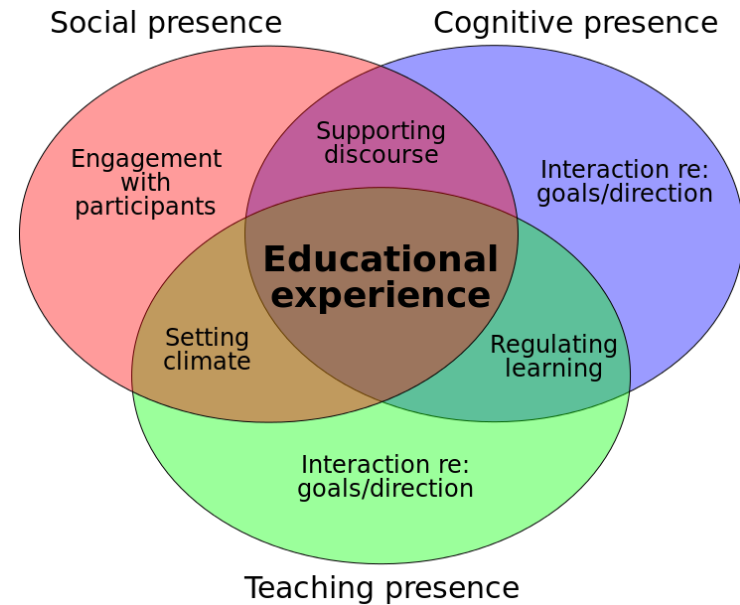 Social presence
Cognitive presence
Supporting
discourse
Engagement
with
participants
Interaction re:
goals/direction
Educational
experience
Setting
climate
Regulating
learning
Interaction re:
goals/direction
Teaching presence